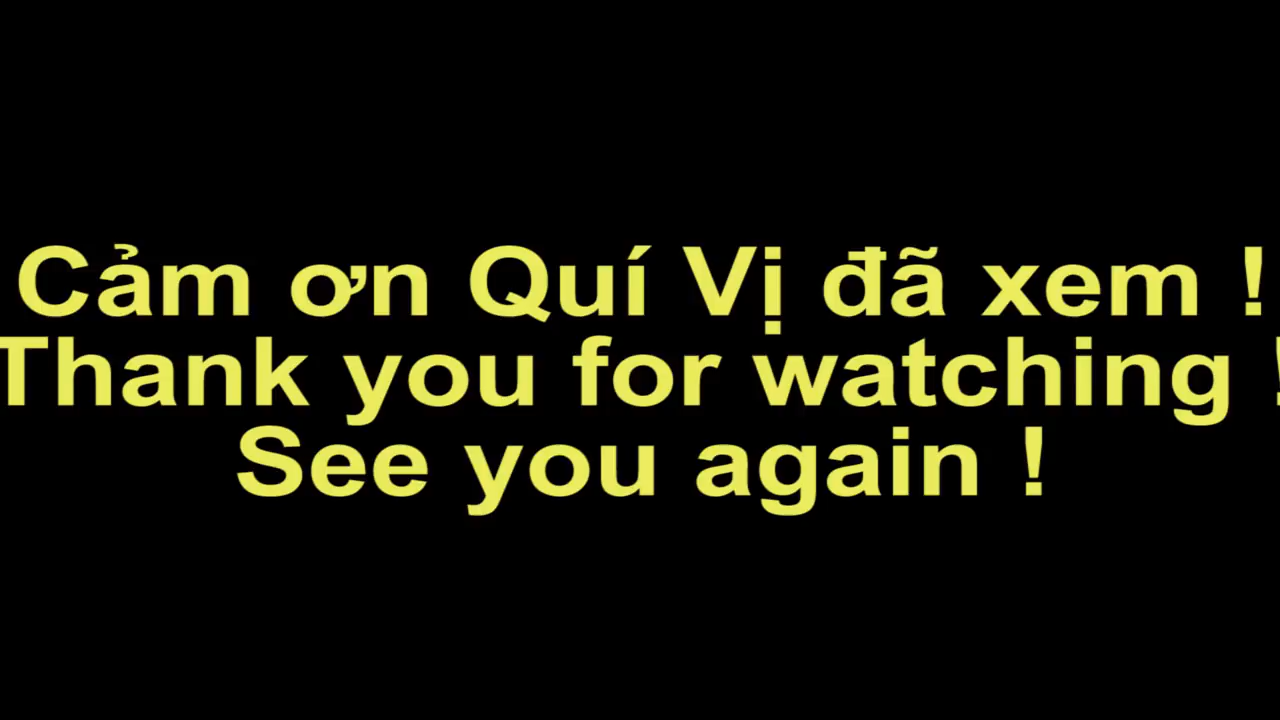 Cảm ơn Quí Vị đã xem !
Thank you for watching !
See you again !